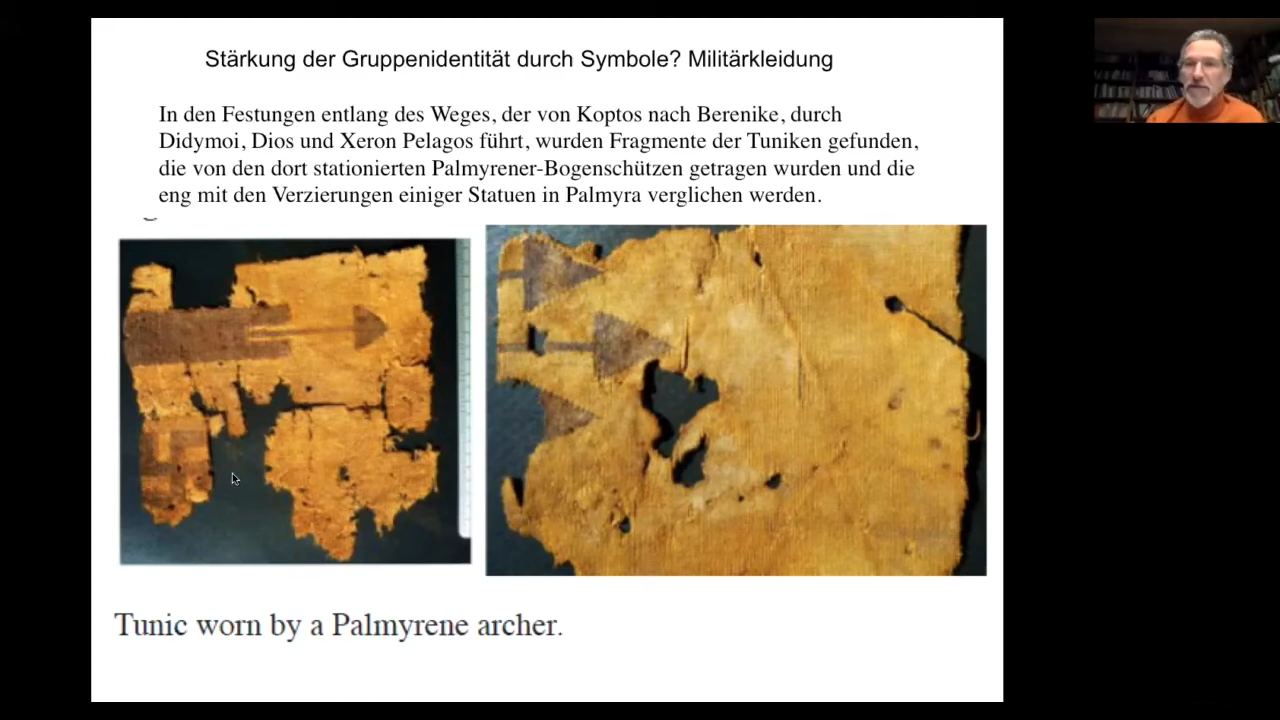 Stärkung der Gruppenidentität durch Symbole? Militärkleidung
In den Festungen entlang des Weges, der von Koptos nach Berenike, durch
Didymoi, Dios und Xeron Pelagos führt, wurden Fragmente der Tuniken gefunden,
die von den dort stationierten Palmyrener-Bogenschützen getragen wurden und die
eng mit den Verzierungen einiger Statuen in Palmyra verglichen werden.
Tunic worn by a Palmyrene archer.